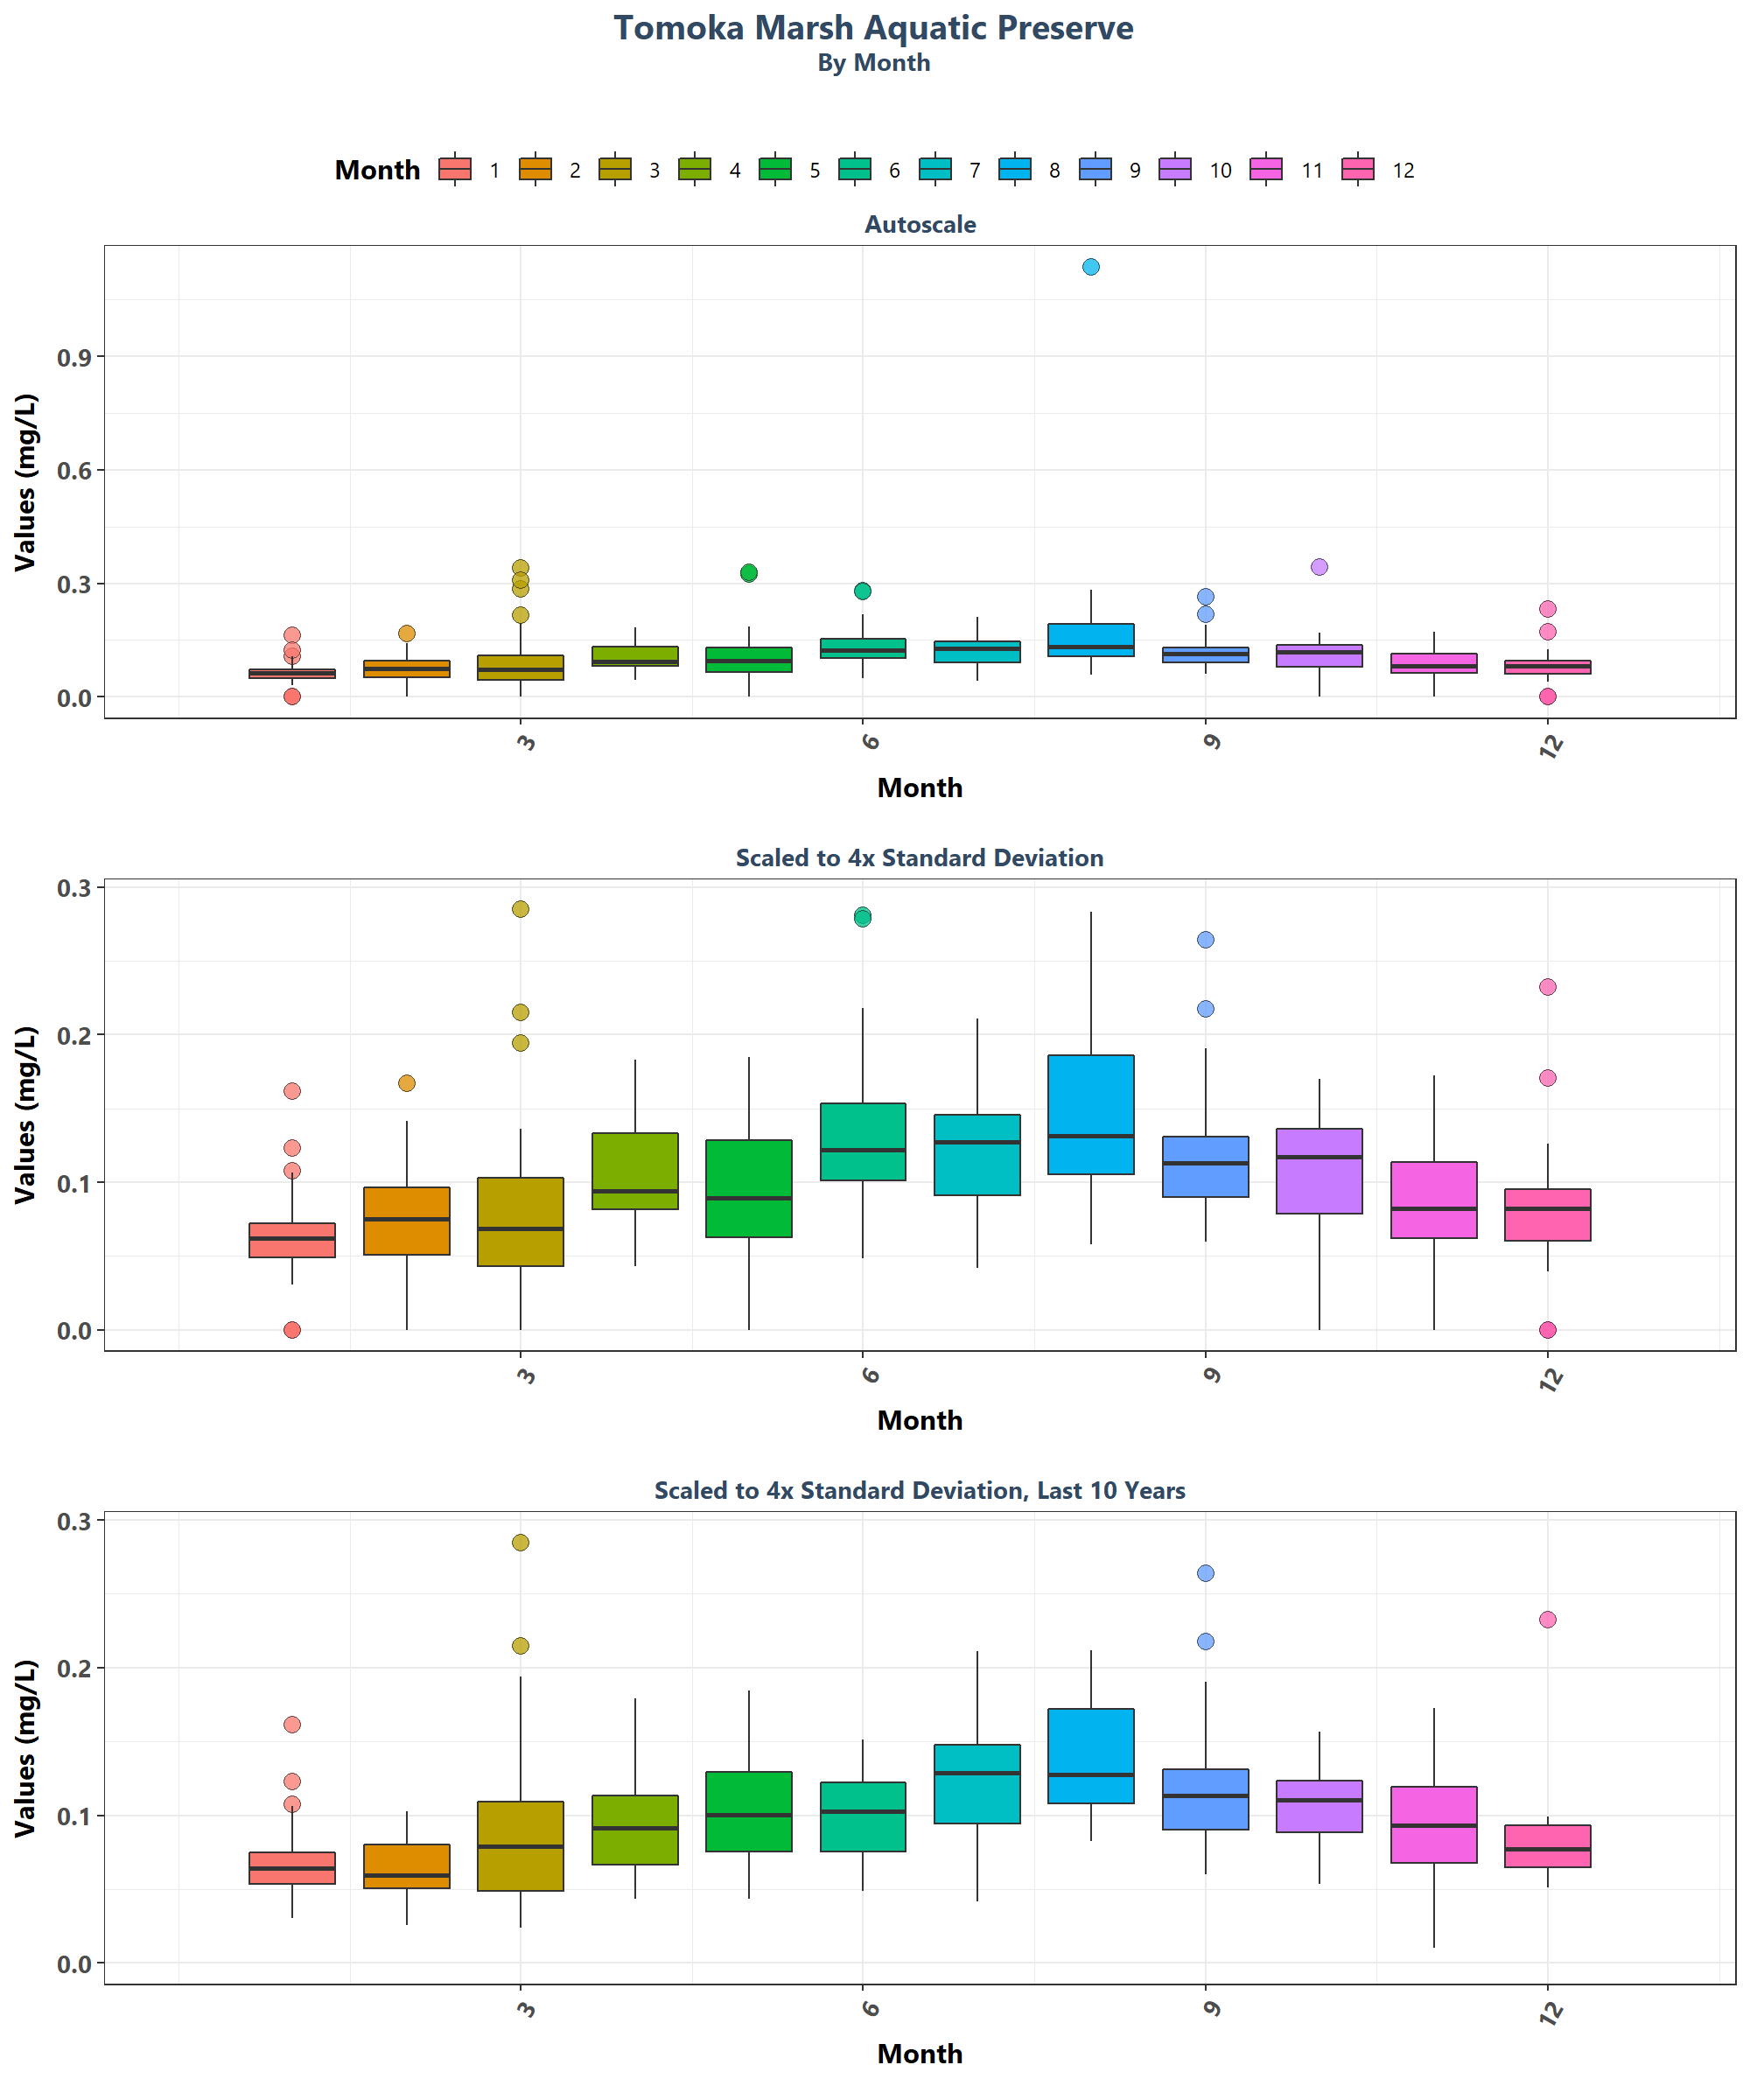 Tomoka Marsh Aquatic Preserve
By Month
Month 1 2 3 4 5 6 7 8 9 10 11 12
Autoscale
Values (mg/L)
0.9
0.6
0.3
0.0
3 6 9 12
Month
Scaled to 4x Standard Deviation
Values (mg/L)
0.3
0.2
0.1
0.0
3 6 9 12
Month
Scaled to 4x Standard Deviation, Last 10 Years
Values (mg/L)
0.3
0.2
0.1
0.0
3 6 9 12
Month